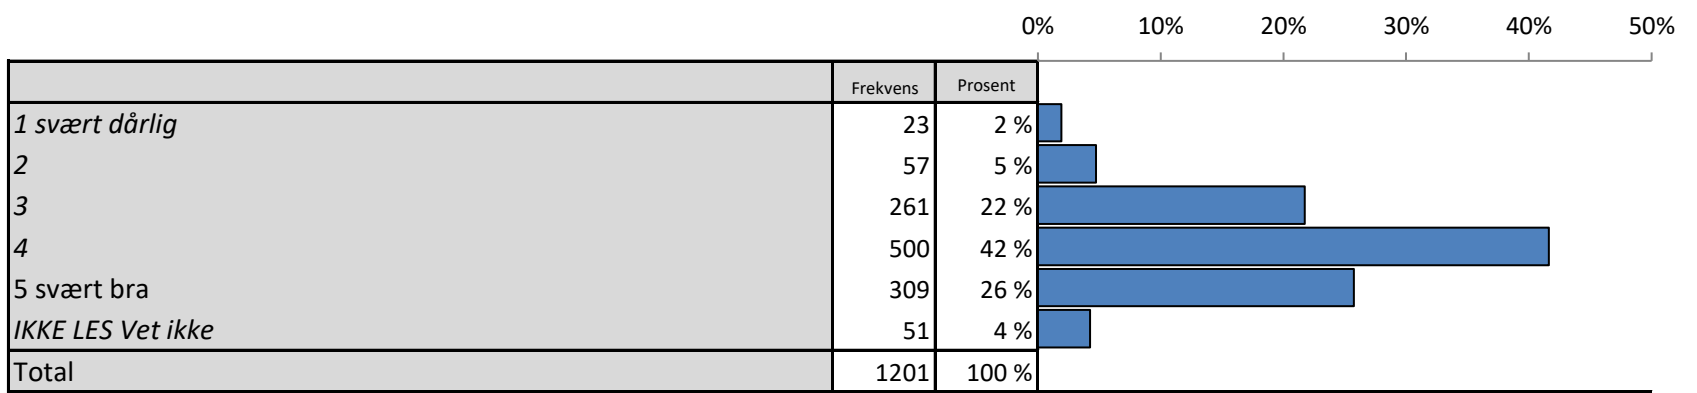 0% 10% 20% 30% 40% 50%
Frekvens Prosent
1 svært dårlig 23 2 %
2 57 5 %
3 261 22 %
4 500 42 %
5 svært bra 309 26 %
IKKE LES Vet ikke 51 4 %
Total 1201 100 %